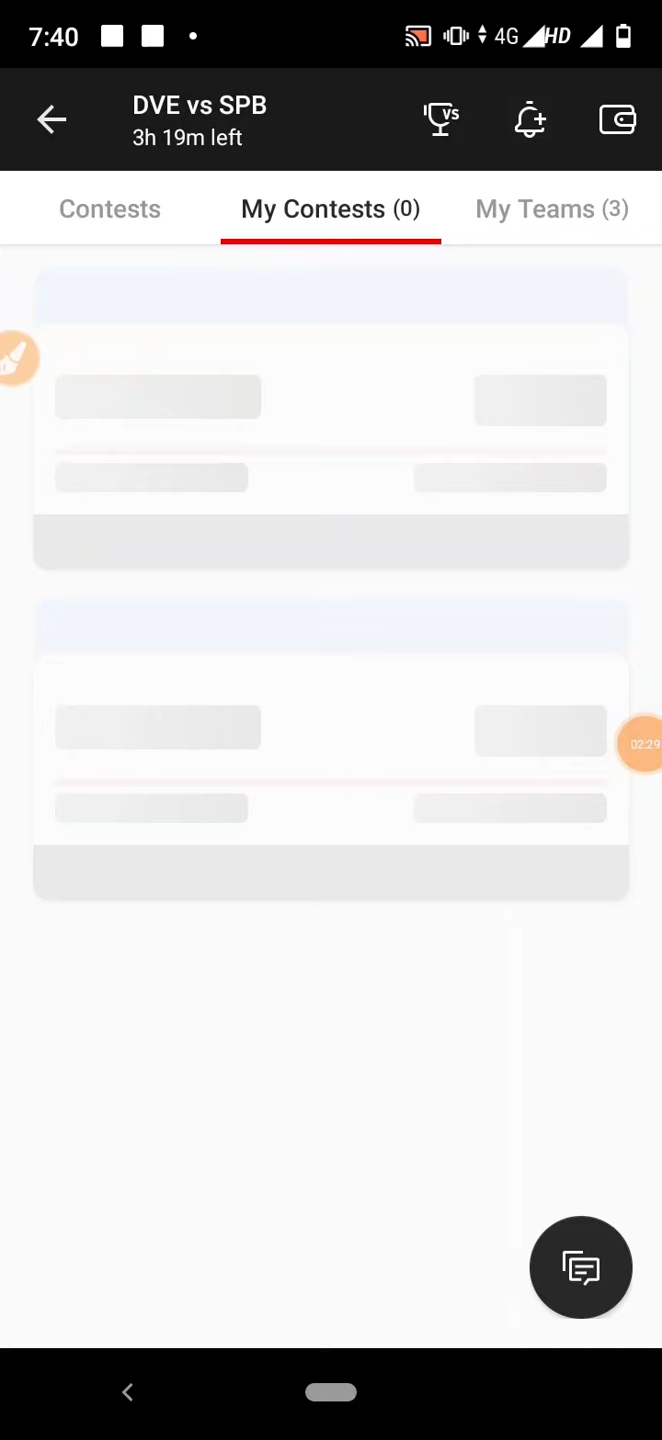 7:40 4G HD
DVE vs SPB
3h 19m left
VS
Contests
My Contests (0)
My Teams (3)
02:29